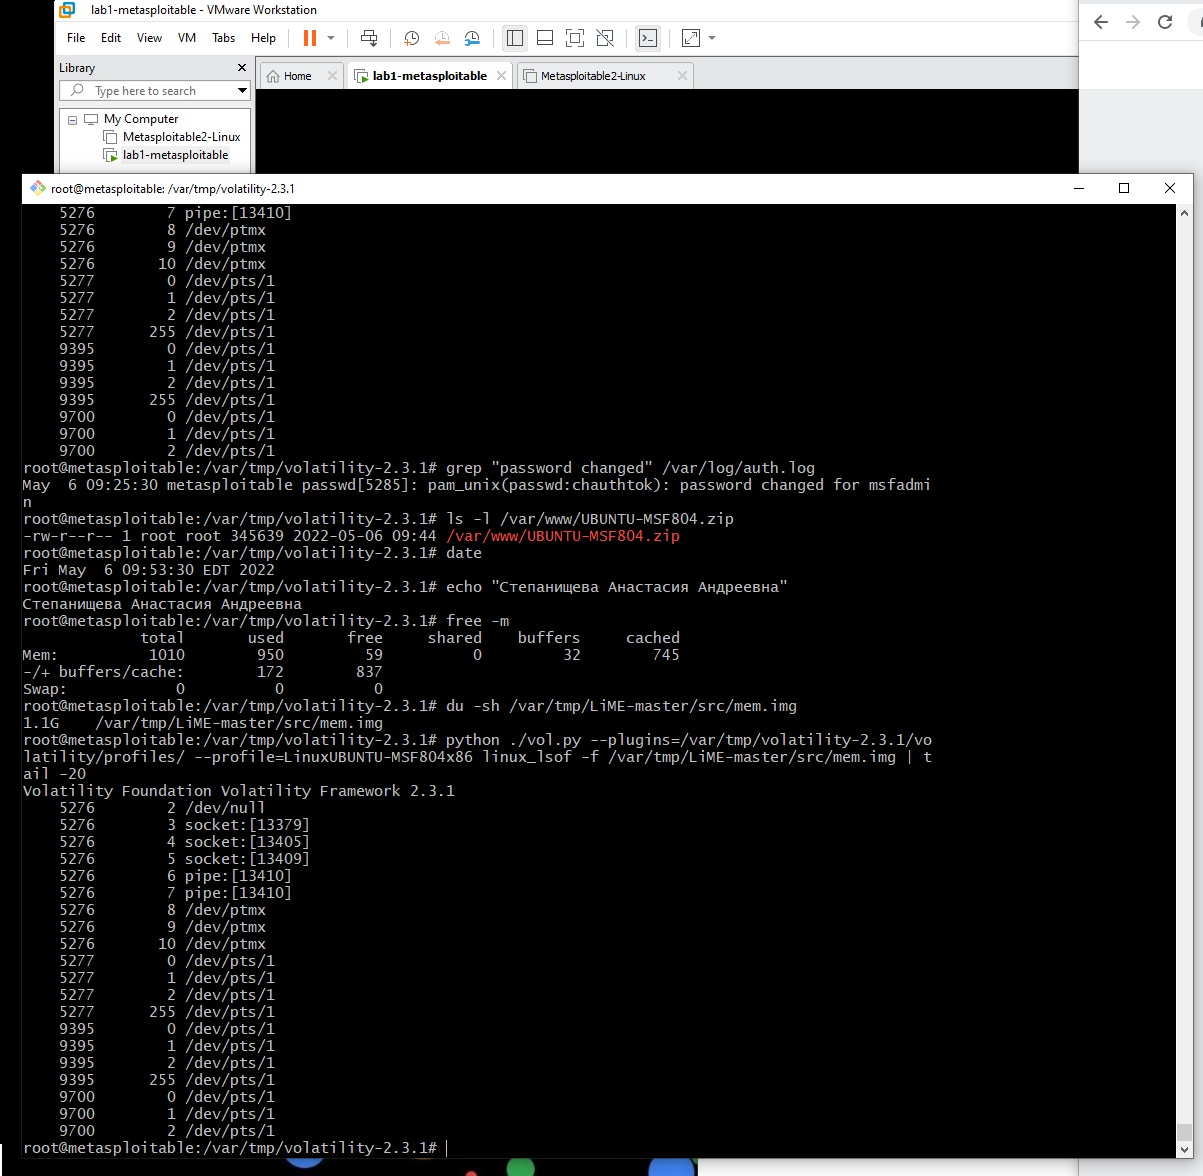 lab1-metasploitable - VMware Workstation
File Edit View VM Tabs Help
Library
Home lab1-metasploitable Metasploitable2-Linux
Type here to search
My Computer
Metasploitable2-Linux
lab1-metasploitable
root@metasploitable: /var/tmp/volatility-2.3.1
5276 7 pipe:[13410]
5276 8 /dev/ptmx
5276 9 /dev/ptmx
5276 10 /dev/ptmx
5277 0 /dev/pts/1
5277 1 /dev/pts/1
5277 2 /dev/pts/1
5277 255 /dev/pts/1
9395 0 /dev/pts/1
9395 1 /dev/pts/1
9395 2 /dev/pts/1
9395 255 /dev/pts/1
9700 0 /dev/pts/1
9700 1 /dev/pts/1
9700 2 /dev/pts/1
root@metasploitable:/var/tmp/volatility-2.3.1# grep "password changed" /var/log/auth.log
May  6 09:25:30 metasploitable passwd[5285]: pam_unix(passwd:chauthtok): password changed for msfadmi
n
root@metasploitable:/var/tmp/volatility-2.3.1# ls -l /var/www/UBUNTU-MSF804.zip
-rw-r--r-- 1 root root 345639 2022-05-06 09:44 /var/www/UBUNTU-MSF804.zip
root@metasploitable:/var/tmp/volatility-2.3.1# date
Fri May  6 09:53:30 EDT 2022
root@metasploitable:/var/tmp/volatility-2.3.1# echo "Степанищева Анастасия Андреевна"
Степанищева Анастасия Андреевна
root@metasploitable:/var/tmp/volatility-2.3.1# free -m
total used free shared buffers cached
Mem: 1010 950 59 0 32 745
-/+ buffers/cache: 172 837
Swap: 0 0 0
root@metasploitable:/var/tmp/volatility-2.3.1# du -sh /var/tmp/LiME-master/src/mem.img
1.1G /var/tmp/LiME-master/src/mem.img
root@metasploitable:/var/tmp/volatility-2.3.1# python ./vol.py --plugins=/var/tmp/volatility-2.3.1/vo
latility/profiles/ --profile=LinuxUBUNTU-MSF804x86 linux_lsof -f /var/tmp/LiME-master/src/mem.img | t
ail -20
Volatility Foundation Volatility Framework 2.3.1
5276 2 /dev/null
5276 3 socket:[13379]
5276 4 socket:[13405]
5276 5 socket:[13409]
5276 6 pipe:[13410]
5276 7 pipe:[13410]
5276 8 /dev/ptmx
5276 9 /dev/ptmx
5276 10 /dev/ptmx
5277 0 /dev/pts/1
5277 1 /dev/pts/1
5277 2 /dev/pts/1
5277 255 /dev/pts/1
9395 0 /dev/pts/1
9395 1 /dev/pts/1
9395 2 /dev/pts/1
9395 255 /dev/pts/1
9700 0 /dev/pts/1
9700 1 /dev/pts/1
9700 2 /dev/pts/1
root@metasploitable:/var/tmp/volatility-2.3.1#